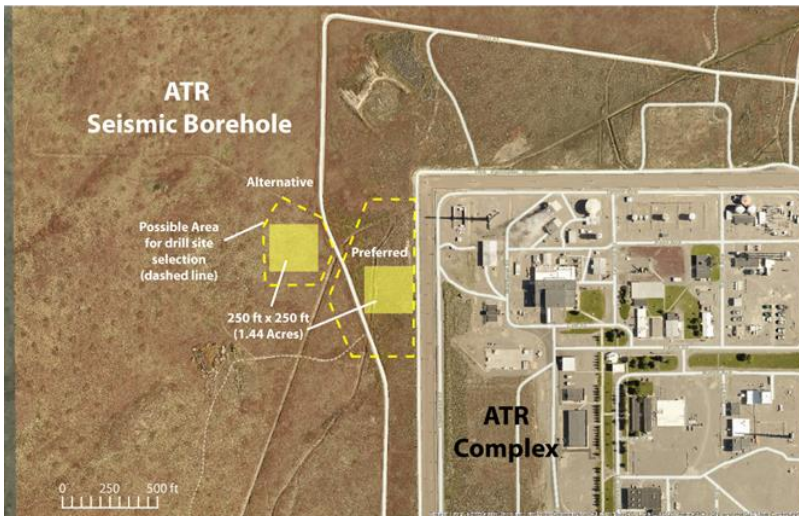 ATR
Seismic Borehole
Alternative
Possible Area
for drill site
selection
(dashed line)
Preferred
250 ft x 250 ft
(1.44 Acres)
ATR
Complex
0 250 500 ft